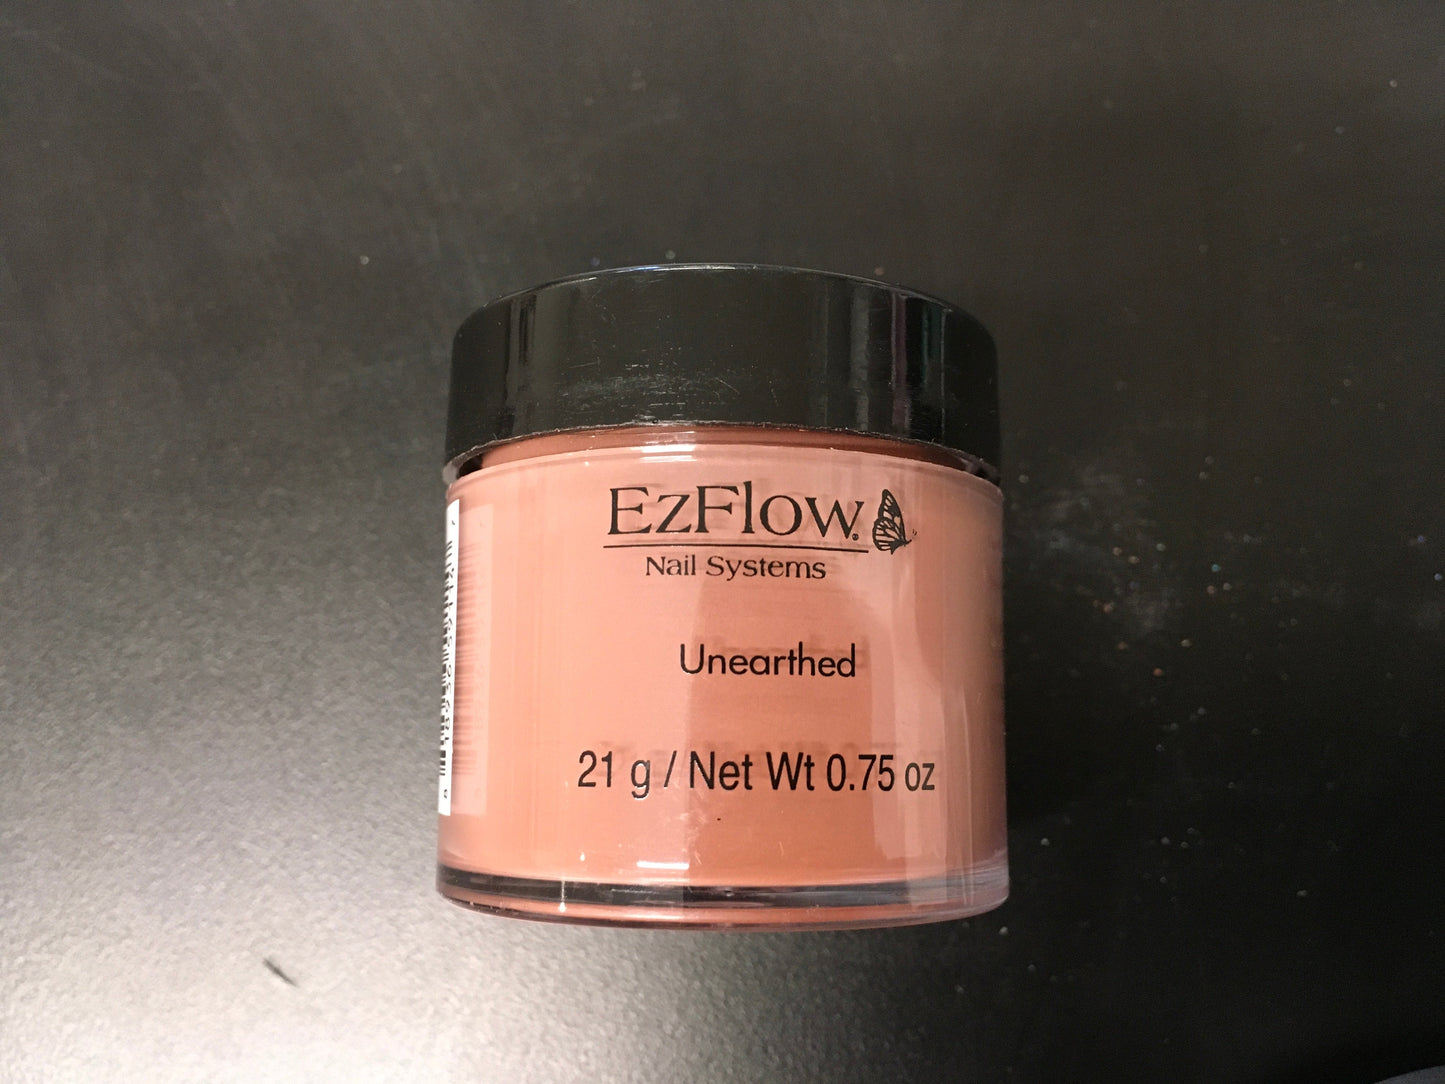 EzFlow®
Nail Systems
Unearthed
21 g / Net Wt 0.75 oz